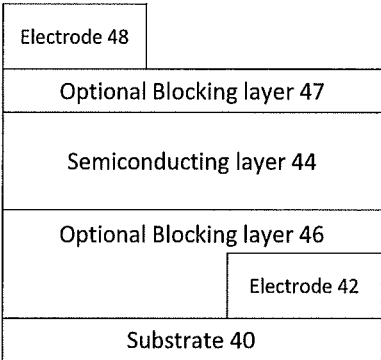 Electrode 48
Optional Blocking layer 47
Semiconducting layer 44
Optional Blocking layer 46
Electrode 42
Substrate 40